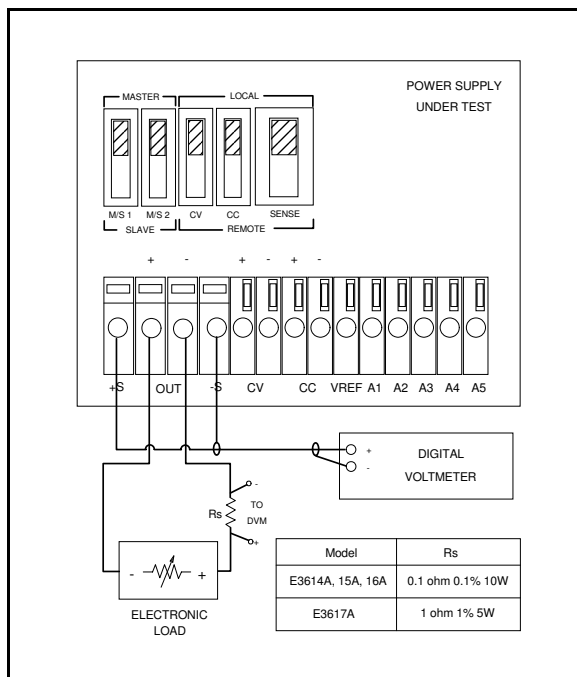 POWER SUPPLY
UNDER TEST
MASTER
LOCAL
M/S 1
M/S 2
CV
CC
SENSE
SLAVE
REMOTE
+ - + - + -
+S OUT -S CV CC VREF A1 A2 A3 A4 A5
+
-
DIGITAL
VOLTMETER
-
Rs
TO
DVM
+
- +
ELECTRONIC
LOAD
Model Rs
E3614A, 15A, 16A 0.1 ohm 0.1% 10W
E3617A 1 ohm 1% 5W